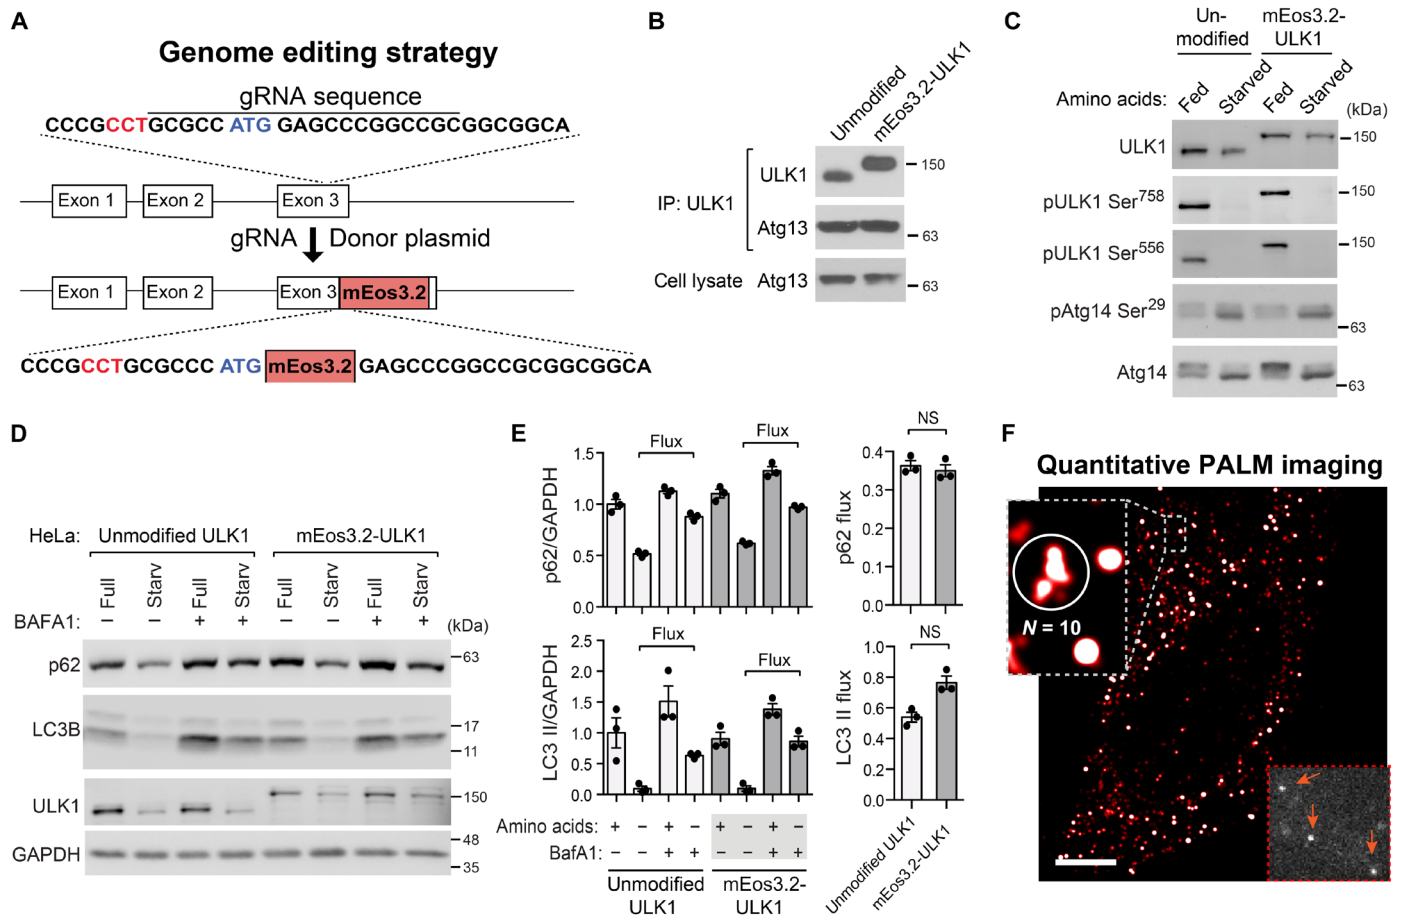 A
Genome editing strategy
gRNA sequence
CCCGCCTGCGCC ATG GAGCCCGGCCGCGGCGGCA
Exon 1
Exon 2
Exon 3
gRNA
Donor plasmid
Exon 1
Exon 2
Exon 3
mEos3.2
CCCGCCTGCGCCC ATG mEos3.2 GAGCCCGGCCGCGGCGGCA
B
Unmodified
mEos3.2-ULK1
IP: ULK1
ULK1
150
Atg13
63
Cell lysate
Atg13
63
C
Un-
modified
mEos3.2-
ULK1
Amino acids:
Fed
Starved
Fed
Starved
(kDa)
ULK1
150
pULK1 Ser758
150
pULK1 Ser556
150
pAtg14 Ser29
63
Atg14
63
D
HeLa:
Unmodified ULK1
mEos3.2-ULK1
Full
Starv
Full
Starv
Full
Starv
Full
Starv
BAFA1:
– – + + – – + +
(kDa)
p62
63
LC3B
17
11
ULK1
150
GAPDH
48
35
E
p62/GAPDH
1.5
1.0
0.5
0.0
Flux
Flux
p62 flux
0.4
0.3
0.2
0.1
0.0
NS
LC3 II/GAPDH
2.0
1.5
1.0
0.5
0.0
Flux
Flux
LC3 II flux
1.0
0.8
0.6
0.4
0.2
0.0
NS
Amino acids:
+ – + – + – + –
BafA1:
– – + + – – + +
Unmodified
ULK1
mEos3.2-
ULK1
Unmodified ULK1
mEos3.2-ULK1
F
Quantitative PALM imaging
N = 10